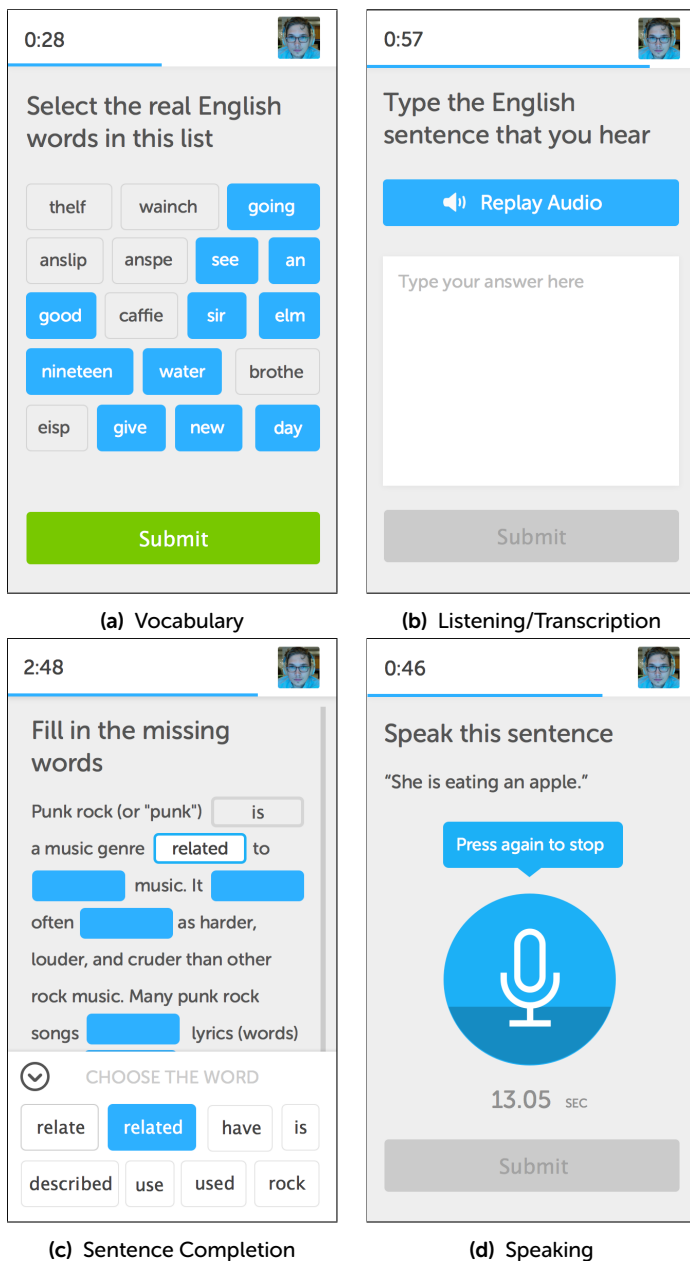 0:28
Select the real English
words in this list
thelf wainch going
anslip anspe see an
good caffie sir elm
nineteen water brothe
eisp give new day
Submit
(a) Vocabulary
0:57
Type the English
sentence that you hear
Replay Audio
Type your answer here
Submit
(b) Listening/Transcription
2:48
Fill in the missing
words
Punk rock (or "punk") is
a music genre related to
music. It
often as harder,
louder, and cruder than other
rock music. Many punk rock
songs lyrics (words)
CHOOSE THE WORD
relate related have is
described use used rock
(c) Sentence Completion
0:46
Speak this sentence
“She is eating an apple.”
Press again to stop
13.05 SEC
Submit
(d) Speaking